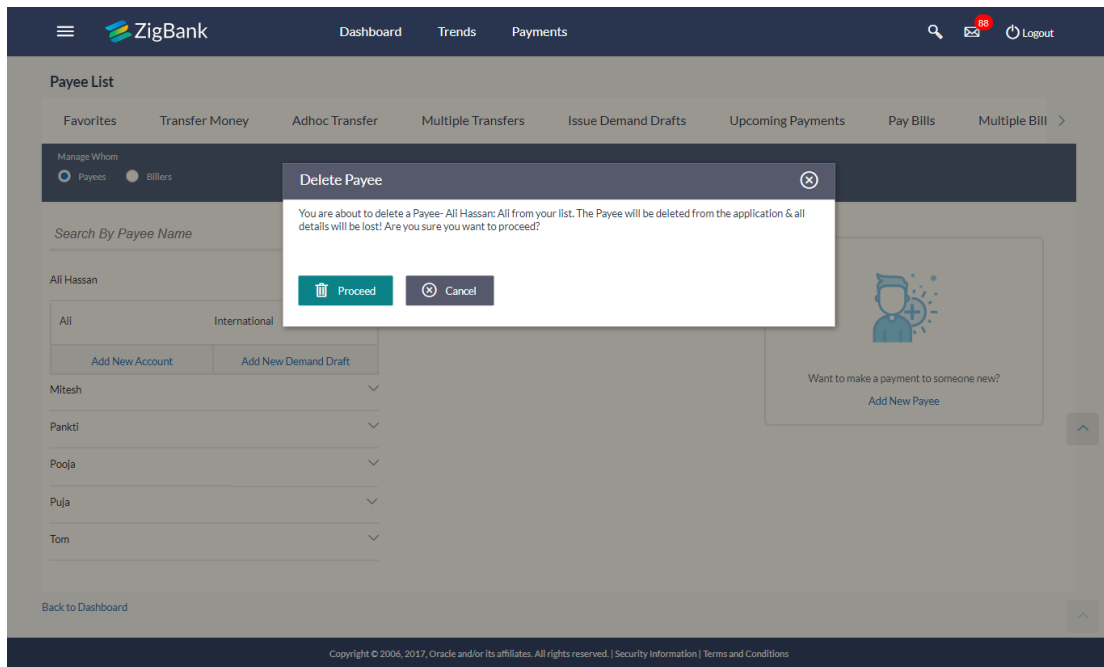 ZigBank
Dashboard
Trends
Payments
88
Logout
Payee List
Favorites
Transfer Money
Adhoc Transfer
Multiple Transfers
Issue Demand Drafts
Upcoming Payments
Pay Bills
Multiple Bill
Manage Whom
Payees
Billers
Delete Payee
You are about to delete a Payee- Ali Hassan: Ali from your list. The Payee will be deleted from the application & all
details will be lost! Are you sure you want to proceed?
Proceed
Cancel
Search By Payee Name
Ali Hassan
Ali
International
Add New Account
Add New Demand Draft
Mitesh
Pankti
Pooja
Puja
Tom
Want to make a payment to someone new?
Add New Payee
Back to Dashboard
Copyright © 2006, 2017, Oracle and/or its affiliates. All rights reserved. | Security Information | Terms and Conditions